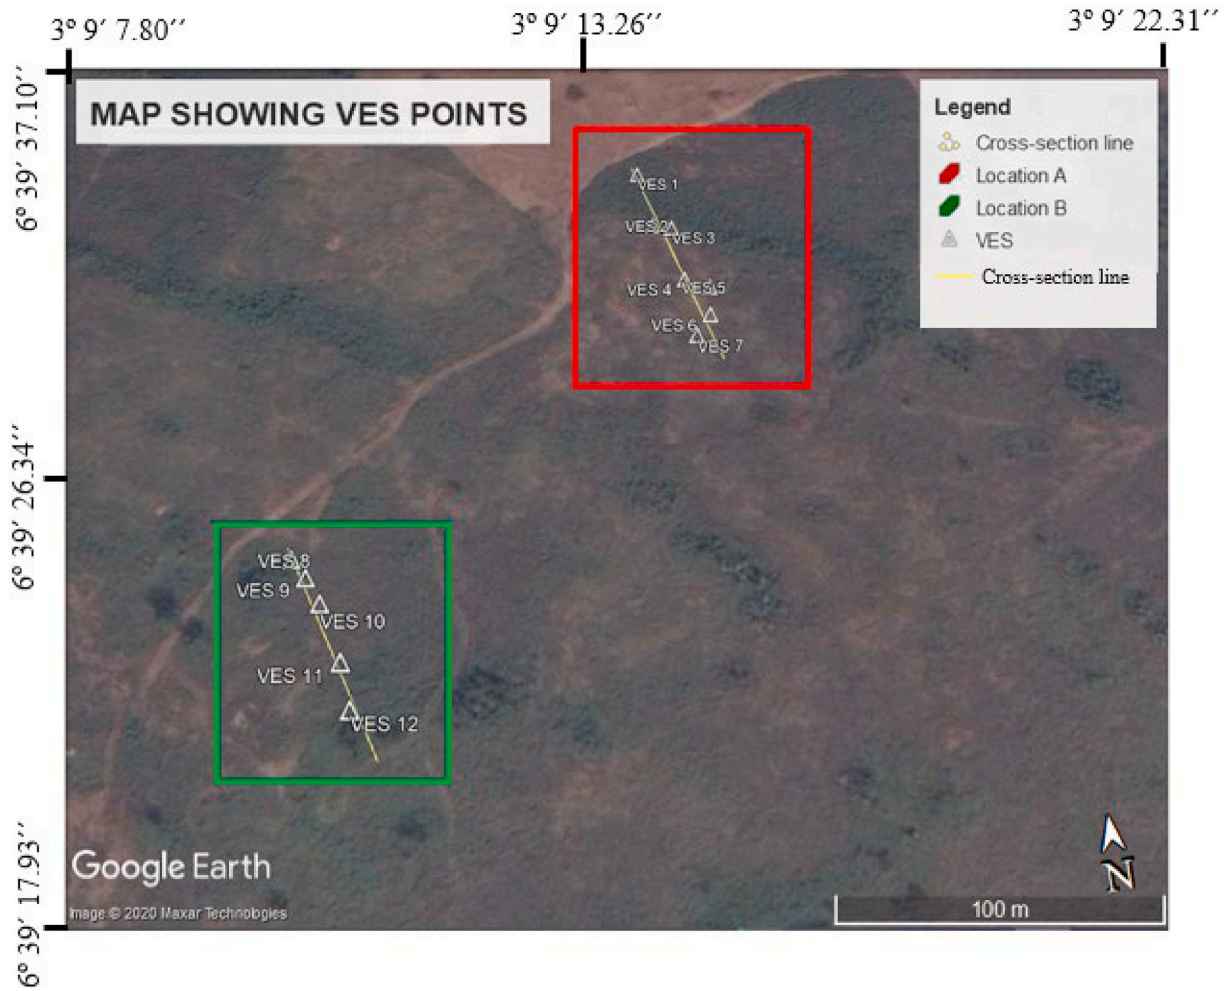 3° 9′ 7.80′′
3° 9′ 13.26′′
3° 9′ 22.31′′
6° 39′ 37.10′′
MAP SHOWING VES POINTS
Legend
Cross-section line
Location A
Location B
VES
Cross-section line
VES 1
VES 2
VES 3
VES 4
VES 5
VES 6
VES 7
6° 39′ 26.34′′
VES 8
VES 9
VES 10
VES 11
VES 12
6° 39′ 17.93′′
Google Earth
Image © 2020 Maxar Technologies
N
100 m